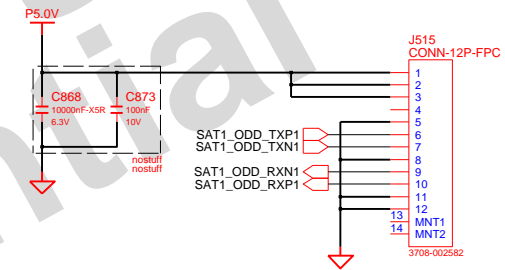 P5.0V
J515
CONN-12P-FPC
C868
10000nF-X5R
6.3V
C873
100nF
10V
nostuff
nostuff
SAT1_ODD_TXP1
SAT1_ODD_TXN1
SAT1_ODD_RXN1
SAT1_ODD_RXP1
1
2
3
4
5
6
7
8
9
10
11
12
13
MNT1
14
MNT2
3708-002582